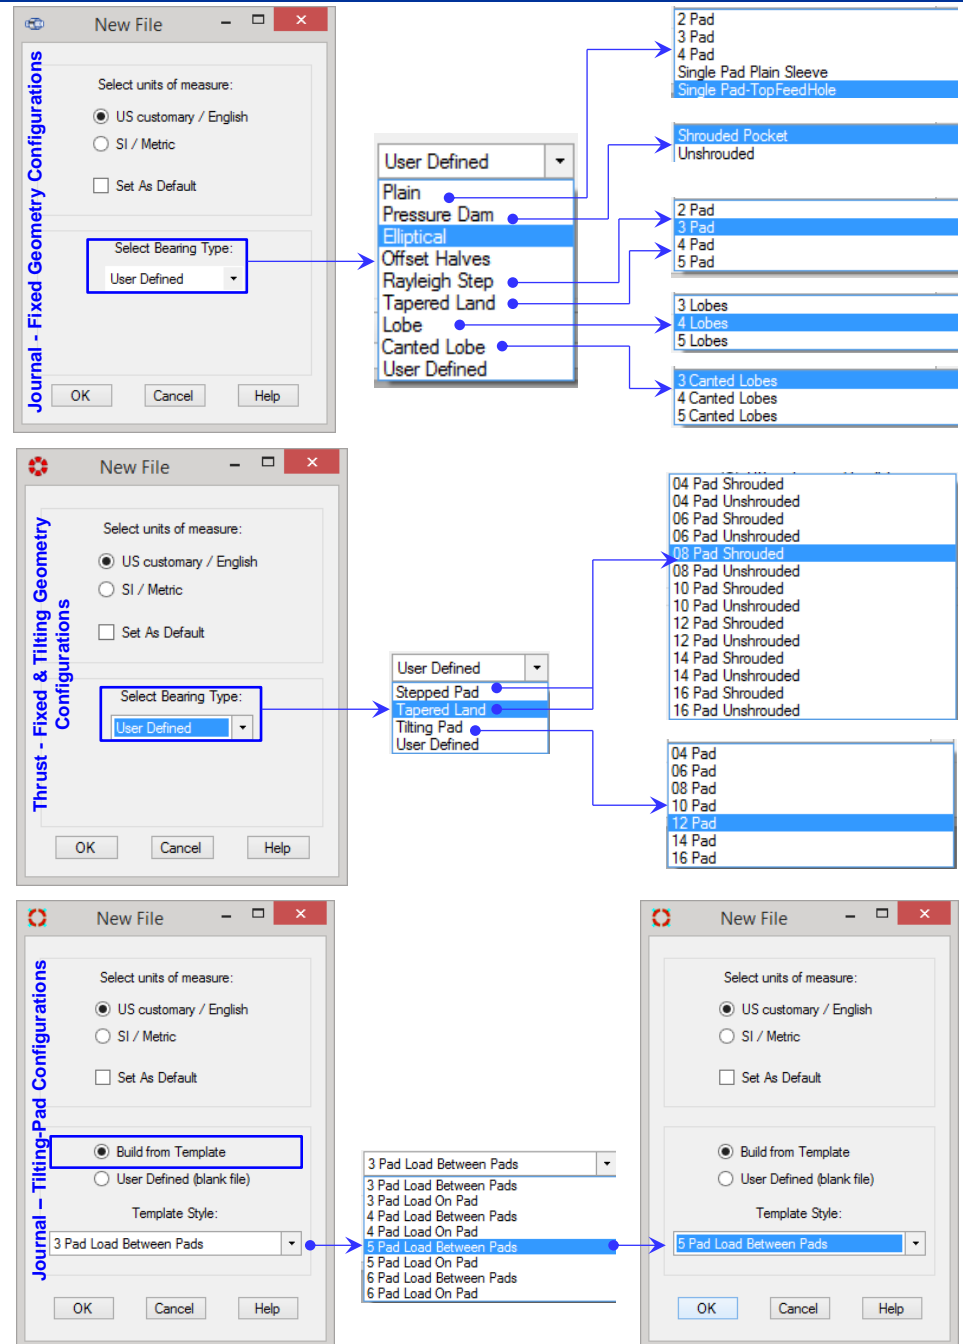 Journal - Fixed Geometry Configurations
New File
Select units of measure:
US customary / English
SI / Metric
Set As Default
Select Bearing Type:
User Defined
OK
Cancel
Help
User Defined
Plain
Pressure Dam
Elliptical
Offset Halves
Rayleigh Step
Tapered Land
Lobe
Canted Lobe
User Defined
2 Pad
3 Pad
4 Pad
Single Pad Plain Sleeve
Single Pad-TopFeedHole
Shrouded Pocket
Unshrouded
2 Pad
3 Pad
4 Pad
5 Pad
3 Lobes
4 Lobes
5 Lobes
3 Canted Lobes
4 Canted Lobes
5 Canted Lobes
Thrust - Fixed & Tilting Geometry
Configurations
New File
Select units of measure:
US customary / English
SI / Metric
Set As Default
Select Bearing Type:
User Defined
OK
Cancel
Help
User Defined
Stepped Pad
Tapered Land
Tilting Pad
User Defined
04 Pad Shrouded
04 Pad Unshrouded
06 Pad Shrouded
06 Pad Unshrouded
08 Pad Shrouded
08 Pad Unshrouded
10 Pad Shrouded
10 Pad Unshrouded
12 Pad Shrouded
12 Pad Unshrouded
14 Pad Shrouded
14 Pad Unshrouded
16 Pad Shrouded
16 Pad Unshrouded
04 Pad
06 Pad
08 Pad
10 Pad
12 Pad
14 Pad
16 Pad
Journal – Tilting-Pad Configurations
New File
Select units of measure:
US customary / English
SI / Metric
Set As Default
Build from Template
User Defined (blank file)
Template Style:
3 Pad Load Between Pads
OK
Cancel
Help
3 Pad Load Between Pads
3 Pad Load Between Pads
3 Pad Load On Pad
4 Pad Load Between Pads
4 Pad Load On Pad
5 Pad Load Between Pads
5 Pad Load On Pad
6 Pad Load Between Pads
6 Pad Load On Pad
New File
Select units of measure:
US customary / English
SI / Metric
Set As Default
Build from Template
User Defined (blank file)
Template Style:
5 Pad Load Between Pads
OK
Cancel
Help